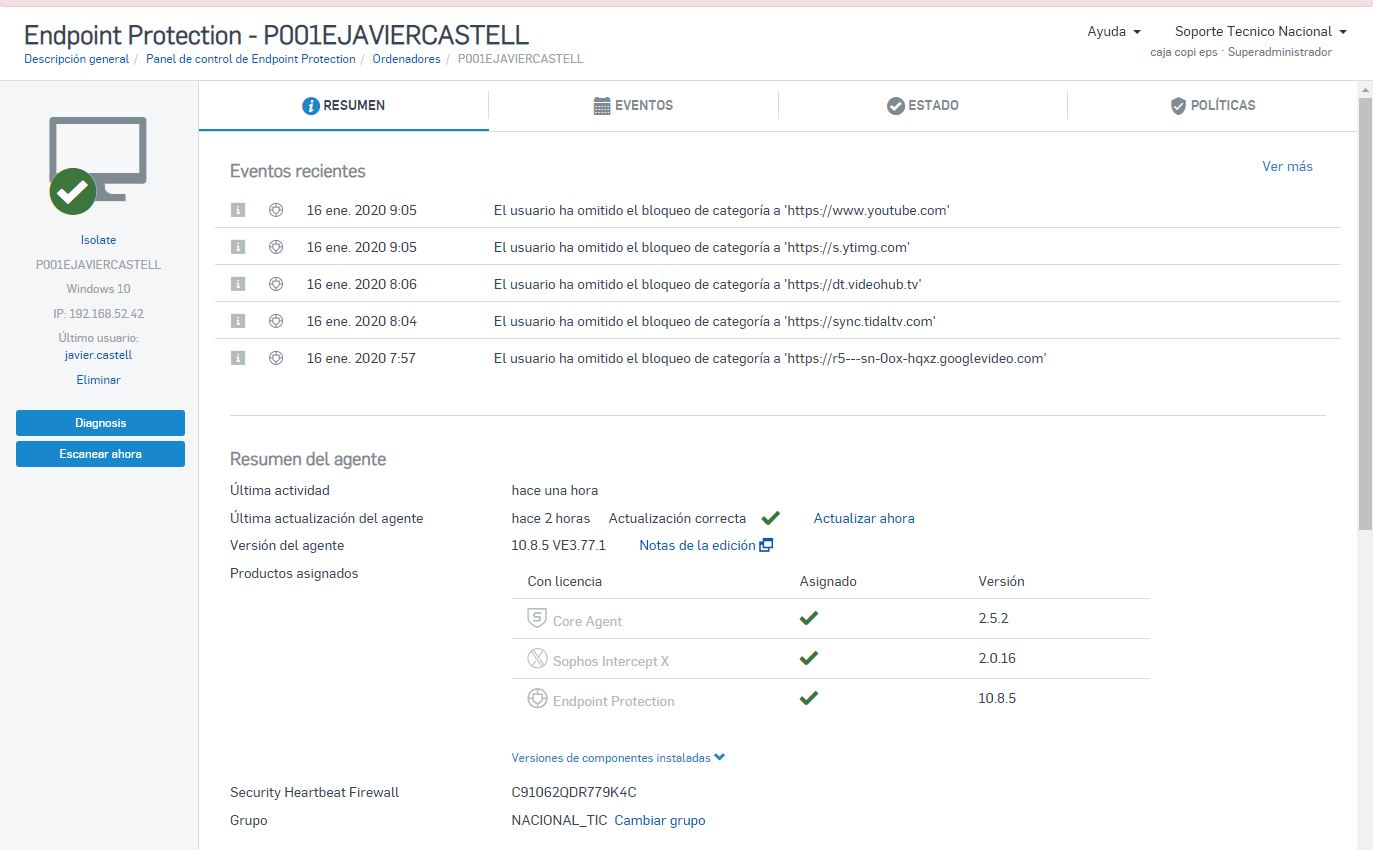 Endpoint Protection - P001EJAVIERCASTELL
Ayuda Soporte Tecnico Nacional
Descripción general / Panel de control de Endpoint Protection / Ordenadores / P001EJAVIERCASTELL
caja copi eps · Superadministrador
RESUMEN EVENTOS ESTADO POLÍTICAS
Isolate
P001EJAVIERCASTELL
Windows 10
IP: 192.168.52.42
Último usuario:
javier.castell
Eliminar
Diagnosis
Escanear ahora
Eventos recientes Ver más
16 ene. 2020 9:05 El usuario ha omitido el bloqueo de categoría a 'https://www.youtube.com'
16 ene. 2020 9:05 El usuario ha omitido el bloqueo de categoría a 'https://s.ytimg.com'
16 ene. 2020 8:06 El usuario ha omitido el bloqueo de categoría a 'https://dt.videohub.tv'
16 ene. 2020 8:04 El usuario ha omitido el bloqueo de categoría a 'https://sync.tidaltv.com'
16 ene. 2020 7:57 El usuario ha omitido el bloqueo de categoría a 'https://r5---sn-0ox-hqxz.googlevideo.com'
Resumen del agente
Última actividad hace una hora
Última actualización del agente hace 2 horas Actualización correcta Actualizar ahora
Versión del agente 10.8.5 VE3.77.1 Notas de la edición
Productos asignados
Con licencia Asignado Versión
Core Agent 2.5.2
Sophos Intercept X 2.0.16
Endpoint Protection 10.8.5
Versiones de componentes instaladas
Security Heartbeat Firewall C91062QDR779K4C
Grupo NACIONAL_TIC Cambiar grupo